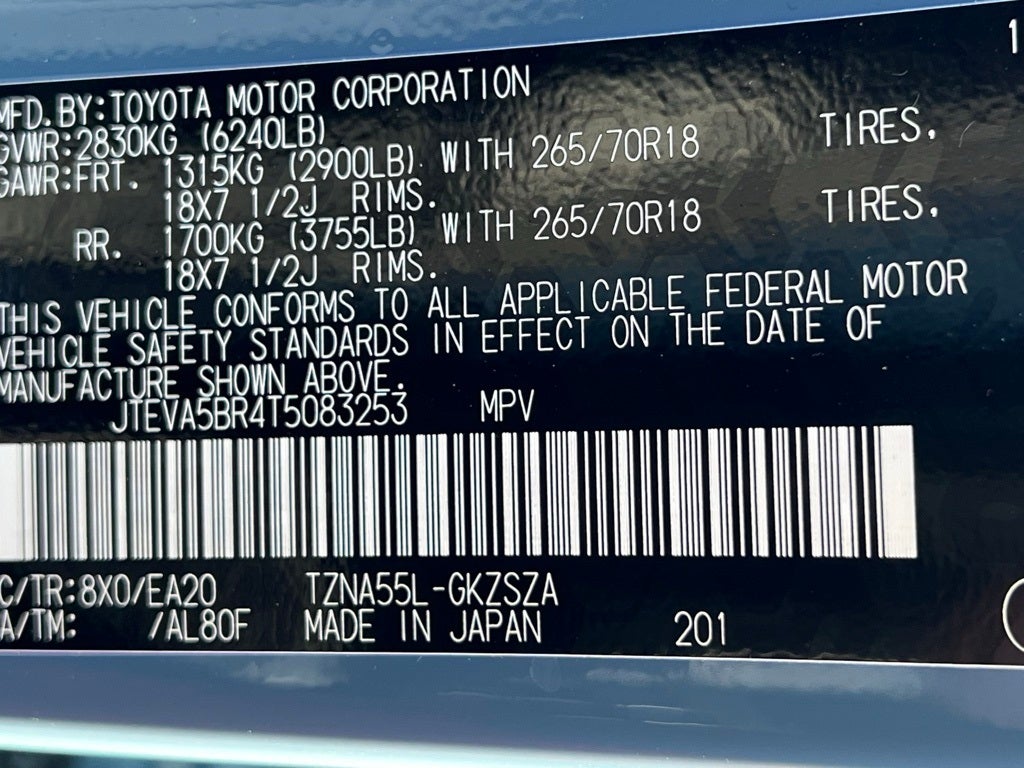 1
MFD.BY:TOYOTA MOTOR CORPORATION
GVWR:2830KG (6240LB)
GAWR:FRT. 1315KG (2900LB) WITH 265/70R18 TIRES,
18X7 1/2J RIMS.
RR. 1700KG (3755LB) WITH 265/70R18 TIRES,
18X7 1/2J RIMS.
THIS VEHICLE CONFORMS TO ALL APPLICABLE FEDERAL MOTOR
VEHICLE SAFETY STANDARDS IN EFFECT ON THE DATE OF
MANUFACTURE SHOWN ABOVE.
JTEVA5BR4T5083253 MPV
C/TR:8X0/EA20 TZNA55L-GKZSZA
A/TM: /AL80F MADE IN JAPAN 201